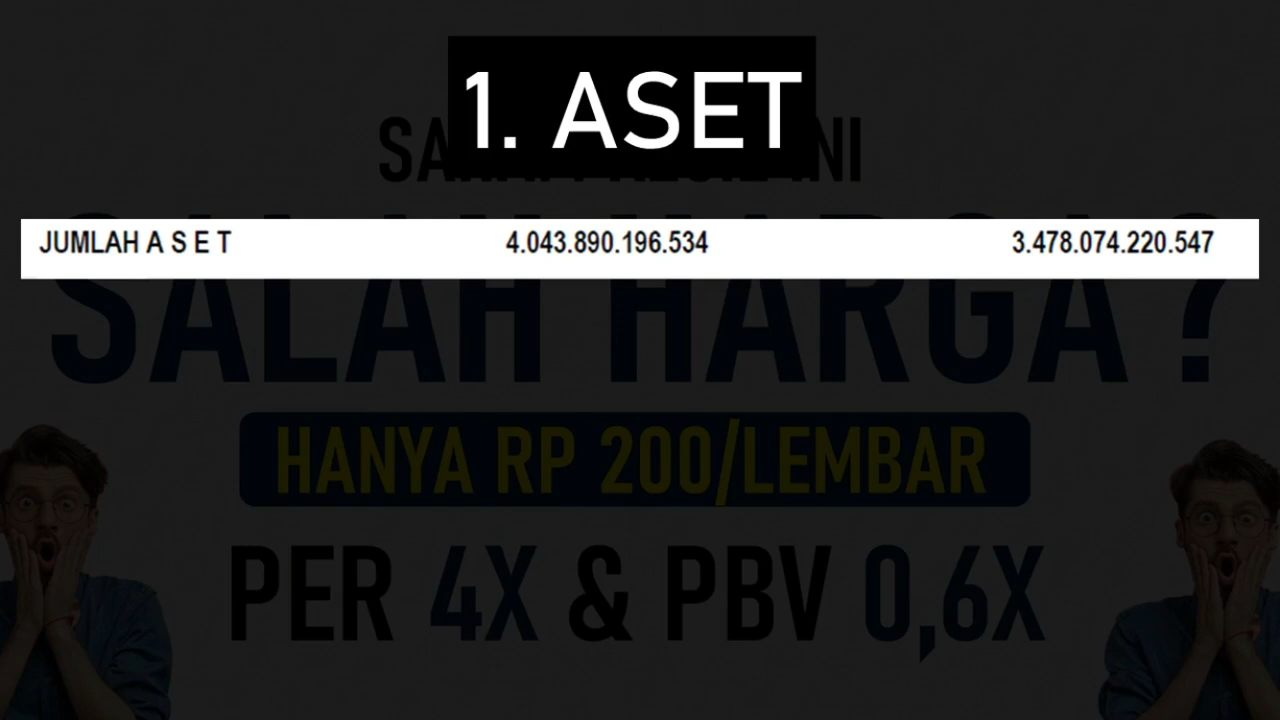 1. ASET
JUMLAH A S E T 4.043.890.196.534 3.478.074.220.547
SALAH HARGA ?
HANYA RP 200/LEMBAR
PER 4X & PBV 0,6X